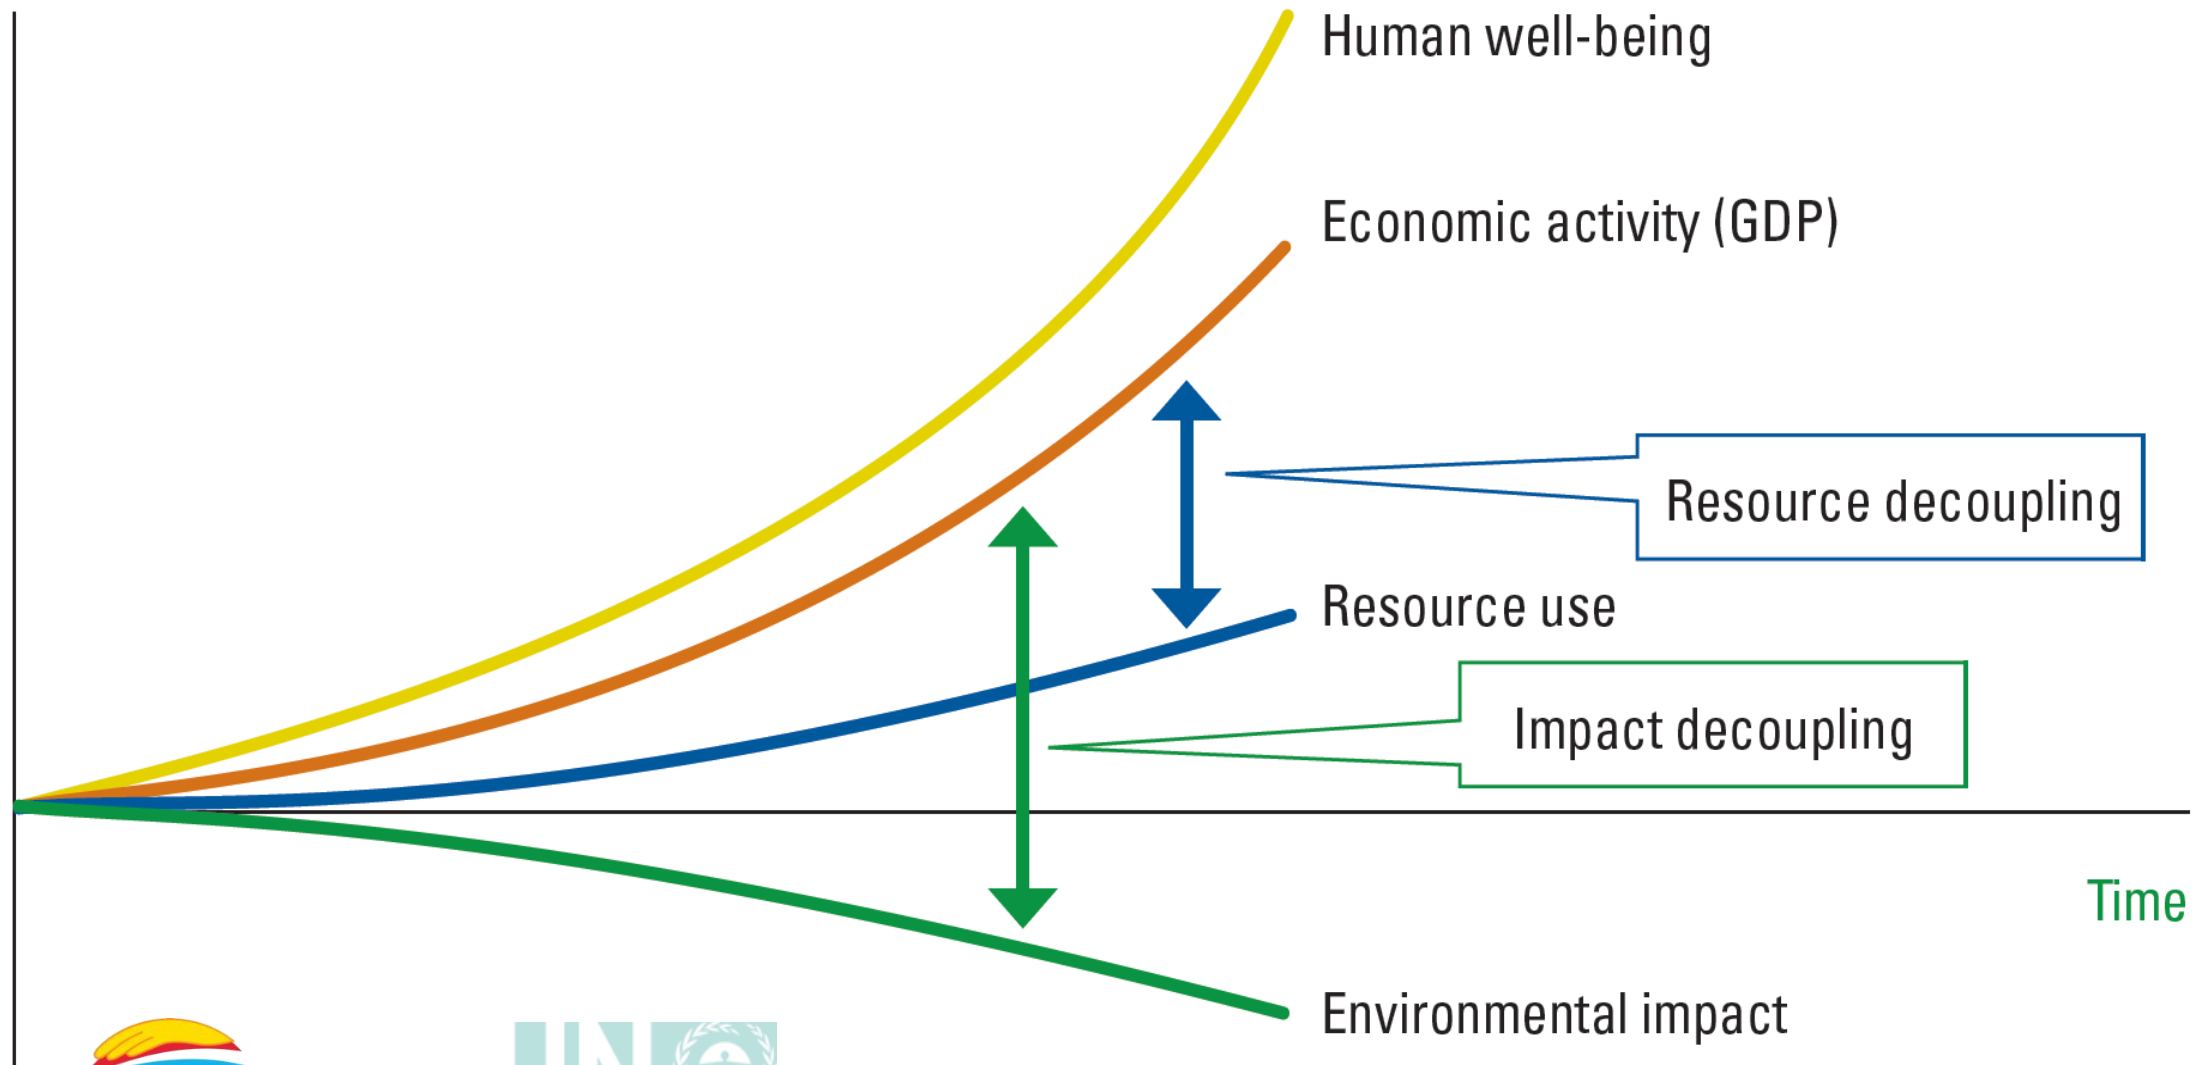 Human well-being
Economic activity (GDP)
Resource decoupling
Resource use
Impact decoupling
Time
Environmental impact